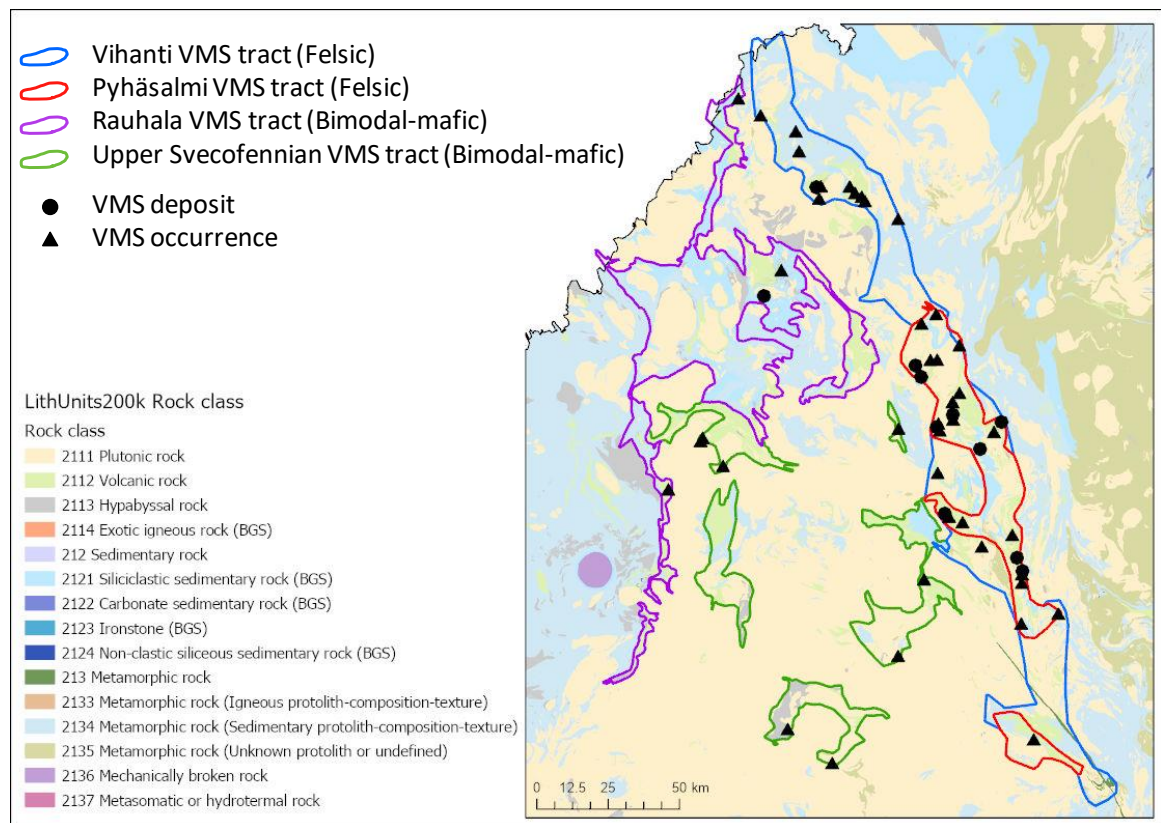 Vihanti VMS tract (Felsic)
Pyhäsalmi VMS tract (Felsic)
Rauhala VMS tract (Bimodal-mafic)
Upper Svecofennian VMS tract (Bimodal-mafic)
VMS deposit
VMS occurrence
LithUnits200k Rock class
Rock class
2111 Plutonic rock
2112 Volcanic rock
2113 Hypabyssal rock
2114 Exotic igneous rock (BGS)
212 Sedimentary rock
2121 Siliciclastic sedimentary rock (BGS)
2122 Carbonate sedimentary rock (BGS)
2123 Ironstone (BGS)
2124 Non-clastic siliceous sedimentary rock (BGS)
213 Metamorphic rock
2133 Metamorphic rock (Igneous protolith-composition-texture)
2134 Metamorphic rock (Sedimentary protolith-composition-texture)
2135 Metamorphic rock (Unknown protolith or undefined)
2136 Mechanically broken rock
2137 Metasomatic or hydrotermal rock
0 12.5 25 50 km